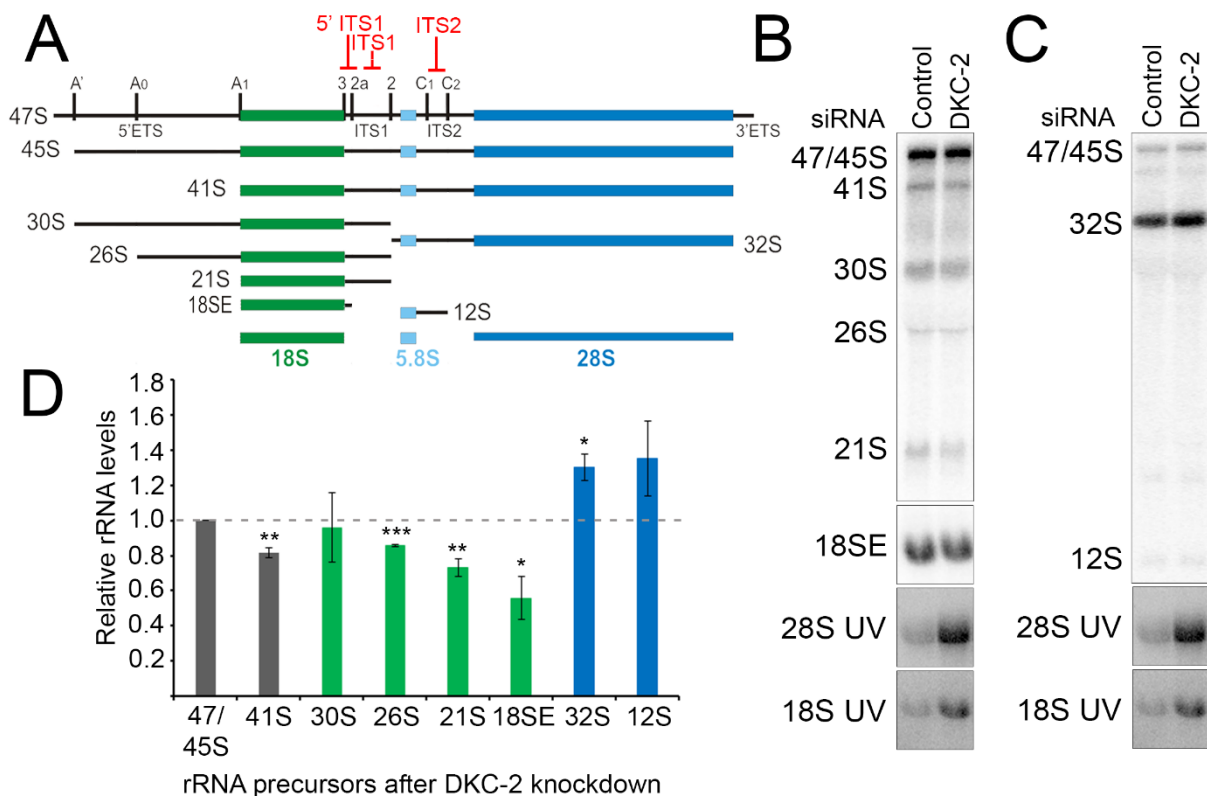 A
5' ITS1
ITS1
ITS2
A' A0 A1 3 2a 2 C1 C2
47S
5'ETS ITS1 ITS2 3'ETS
45S
41S
30S
32S
26S
21S
18SE
12S
18S 5.8S 28S
B
siRNA Control DKC-2
47/45S
41S
30S
26S
21S
18SE
28S UV
18S UV
C
siRNA Control DKC-2
47/45S
32S
12S
28S UV
18S UV
D
Relative rRNA levels
1.8
1.6
1.4
1.2
1.0
0.8
0.6
0.4
0.2
** *** ** * *
47/45S 41S 30S 26S 21S 18SE 32S 12S
rRNA precursors after DKC-2 knockdown